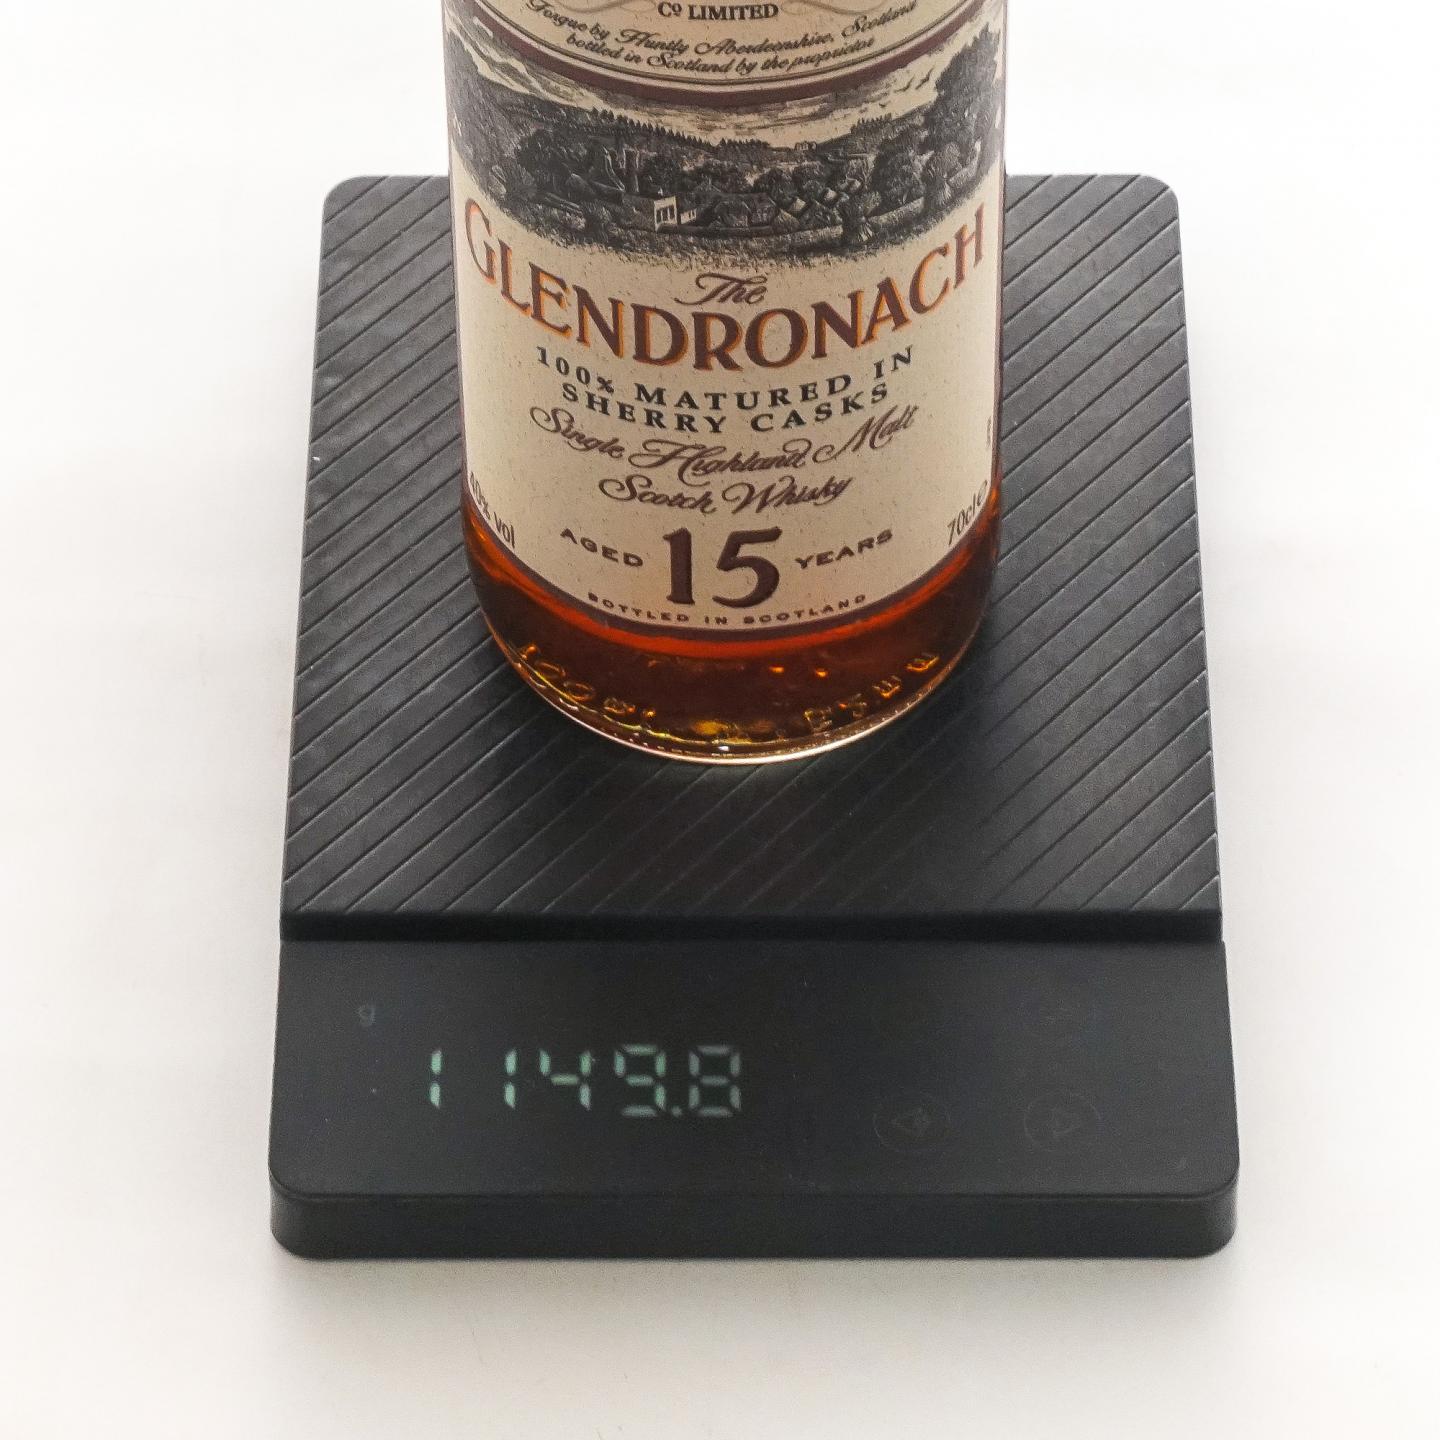 Co LIMITED
Forgue by Huntly Aberdeenshire, Scotland
bottled in Scotland by the proprietor
The
GLENDRONACH
100% MATURED IN
SHERRY CASKS
Single Highland Malt
Scotch Whisky
40% vol
70cl e
AGED 15 YEARS
BOTTLED IN SCOTLAND
g
1149.8